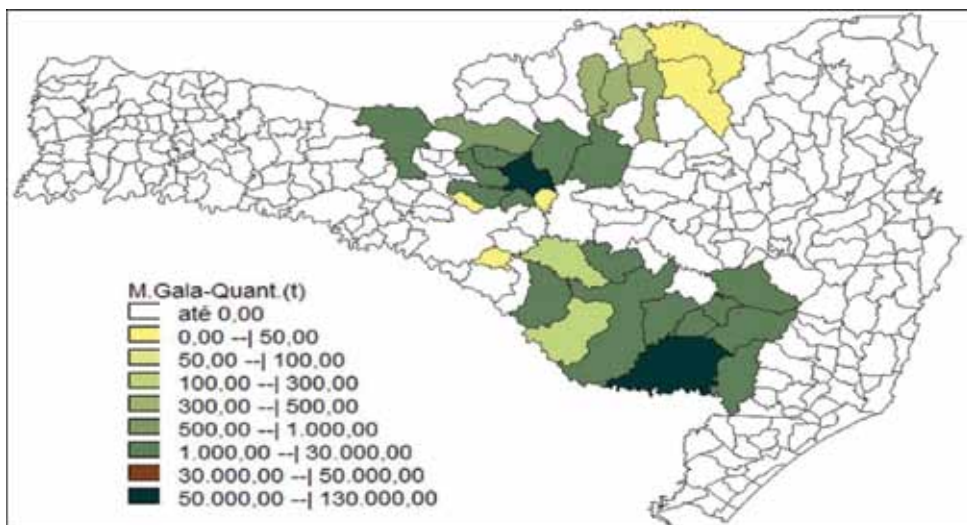 M.Gala-Quant.(t)
até 0,00
0,00 --| 50,00
50,00 --| 100,00
100,00 --| 300,00
300,00 --| 500,00
500,00 --| 1.000,00
1.000,00 --| 30.000,00
30.000,00 --| 50.000,00
50.000,00 --| 130.000,00